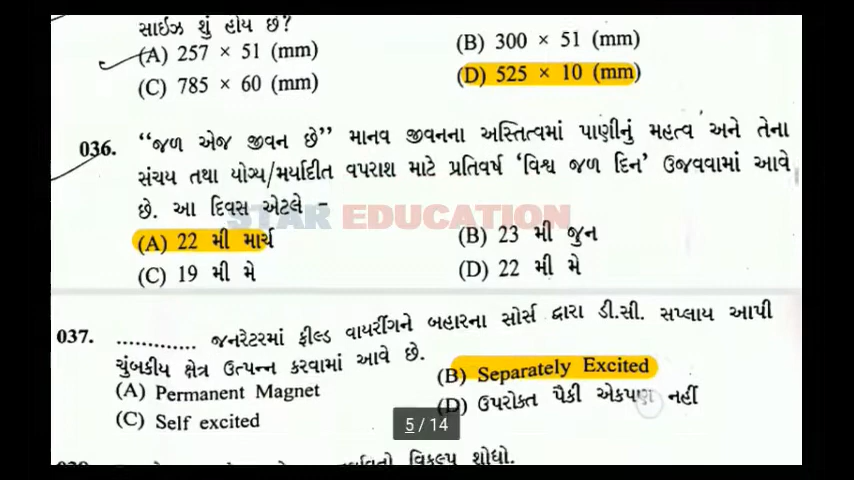 સાઈઝ શું હોય છે?
(A) 257 × 51 (mm)
(B) 300 × 51 (mm)
(C) 785 × 60 (mm)
(D) 525 × 10 (mm)
036. “જળ એજ જીવન છે” માનવ જીવનના અસ્તિત્વમાં પાણીનું મહત્વ અને તેના
સંચય તથા યોગ્ય/મર્યાદીત વપરાશ માટે પ્રતિવર્ષ ‘વિશ્વ જળ દિન’ ઉજવવામાં આવે
છે. આ દિવસ એટલે –
STAR EDUCATION
(A) 22 મી માર્ચ
(B) 23 મી જુન
(C) 19 મી મે
(D) 22 મી મે
037. ............. જનરેટરમાં ફીલ્ડ વાયરીંગને બહારના સોર્સ દ્વારા ડી.સી. સપ્લાય આપી
ચુંબકીય ક્ષેત્ર ઉત્પન્ન કરવામાં આવે છે.
(A) Permanent Magnet
(B) Separately Excited
(C) Self excited
(D) ઉપરોક્ત પૈકી એકપણ નહીં
5 / 14
વિકલ્પ શોધો.